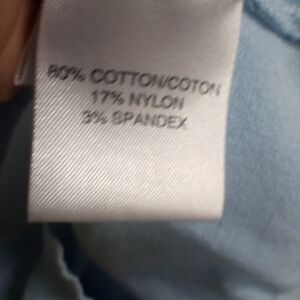 80% COTTON/COTON
17% NYLON
3% SPANDEX